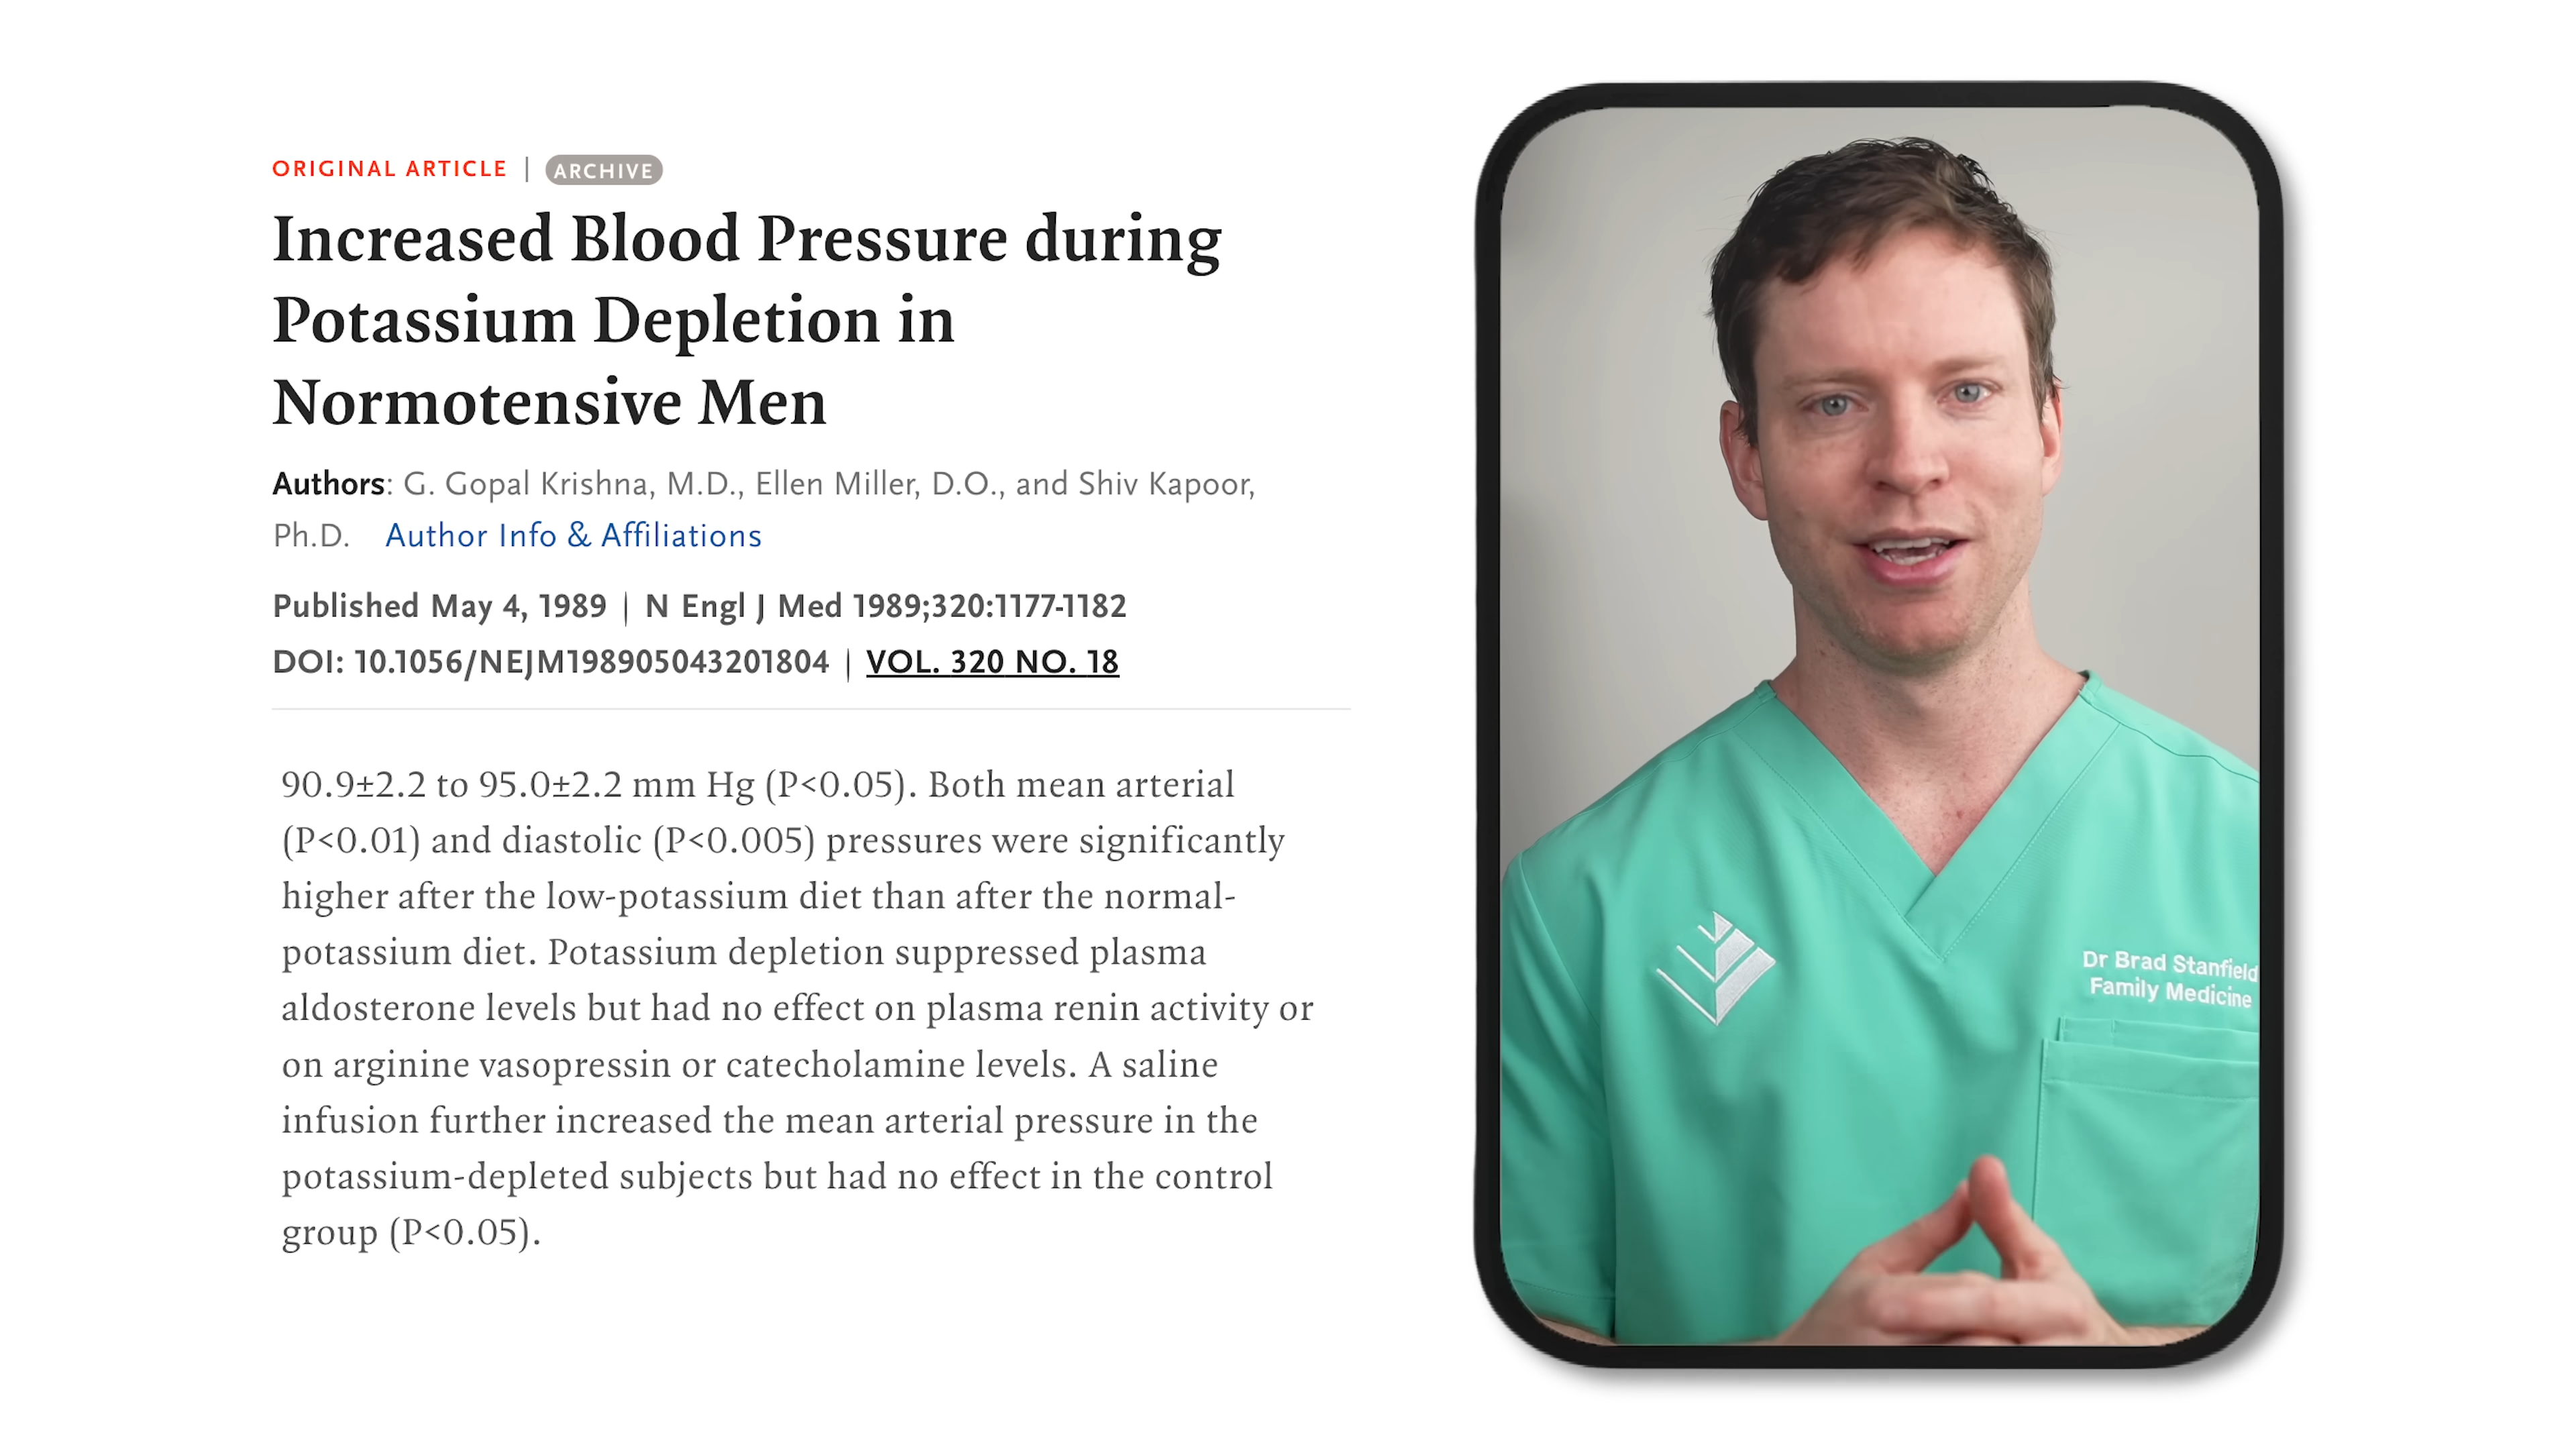 ORIGINAL ARTICLE | ARCHIVE
Increased Blood Pressure during
Potassium Depletion in
Normotensive Men
Authors: G. Gopal Krishna, M.D., Ellen Miller, D.O., and Shiv Kapoor,
Ph.D. Author Info & Affiliations
Published May 4, 1989 | N Engl J Med 1989;320:1177-1182
DOI: 10.1056/NEJM198905043201804 | VOL. 320 NO. 18
90.9±2.2 to 95.0±2.2 mm Hg (P<0.05). Both mean arterial
(P<0.01) and diastolic (P<0.005) pressures were significantly
higher after the low-potassium diet than after the normal-
potassium diet. Potassium depletion suppressed plasma
aldosterone levels but had no effect on plasma renin activity or
on arginine vasopressin or catecholamine levels. A saline
infusion further increased the mean arterial pressure in the
potassium-depleted subjects but had no effect in the control
group (P<0.05).
Dr Brad Stanfield
Family Medicine